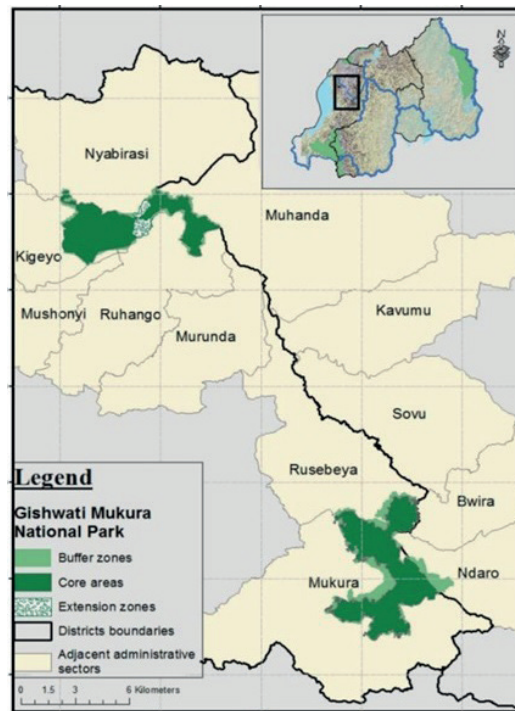 Nyabirasi
Muhanda
Kigeyo
Mushonyi
Ruhango
Kavumu
Murunda
Sovu
Rusebeya
Bwira
Ndaro
Mukura
Legend
Gishwati Mukura
National Park
Buffer zones
Core areas
Extension zones
Districts boundaries
Adjacent administrative
sectors
0 1.5 3 6 Kilometers